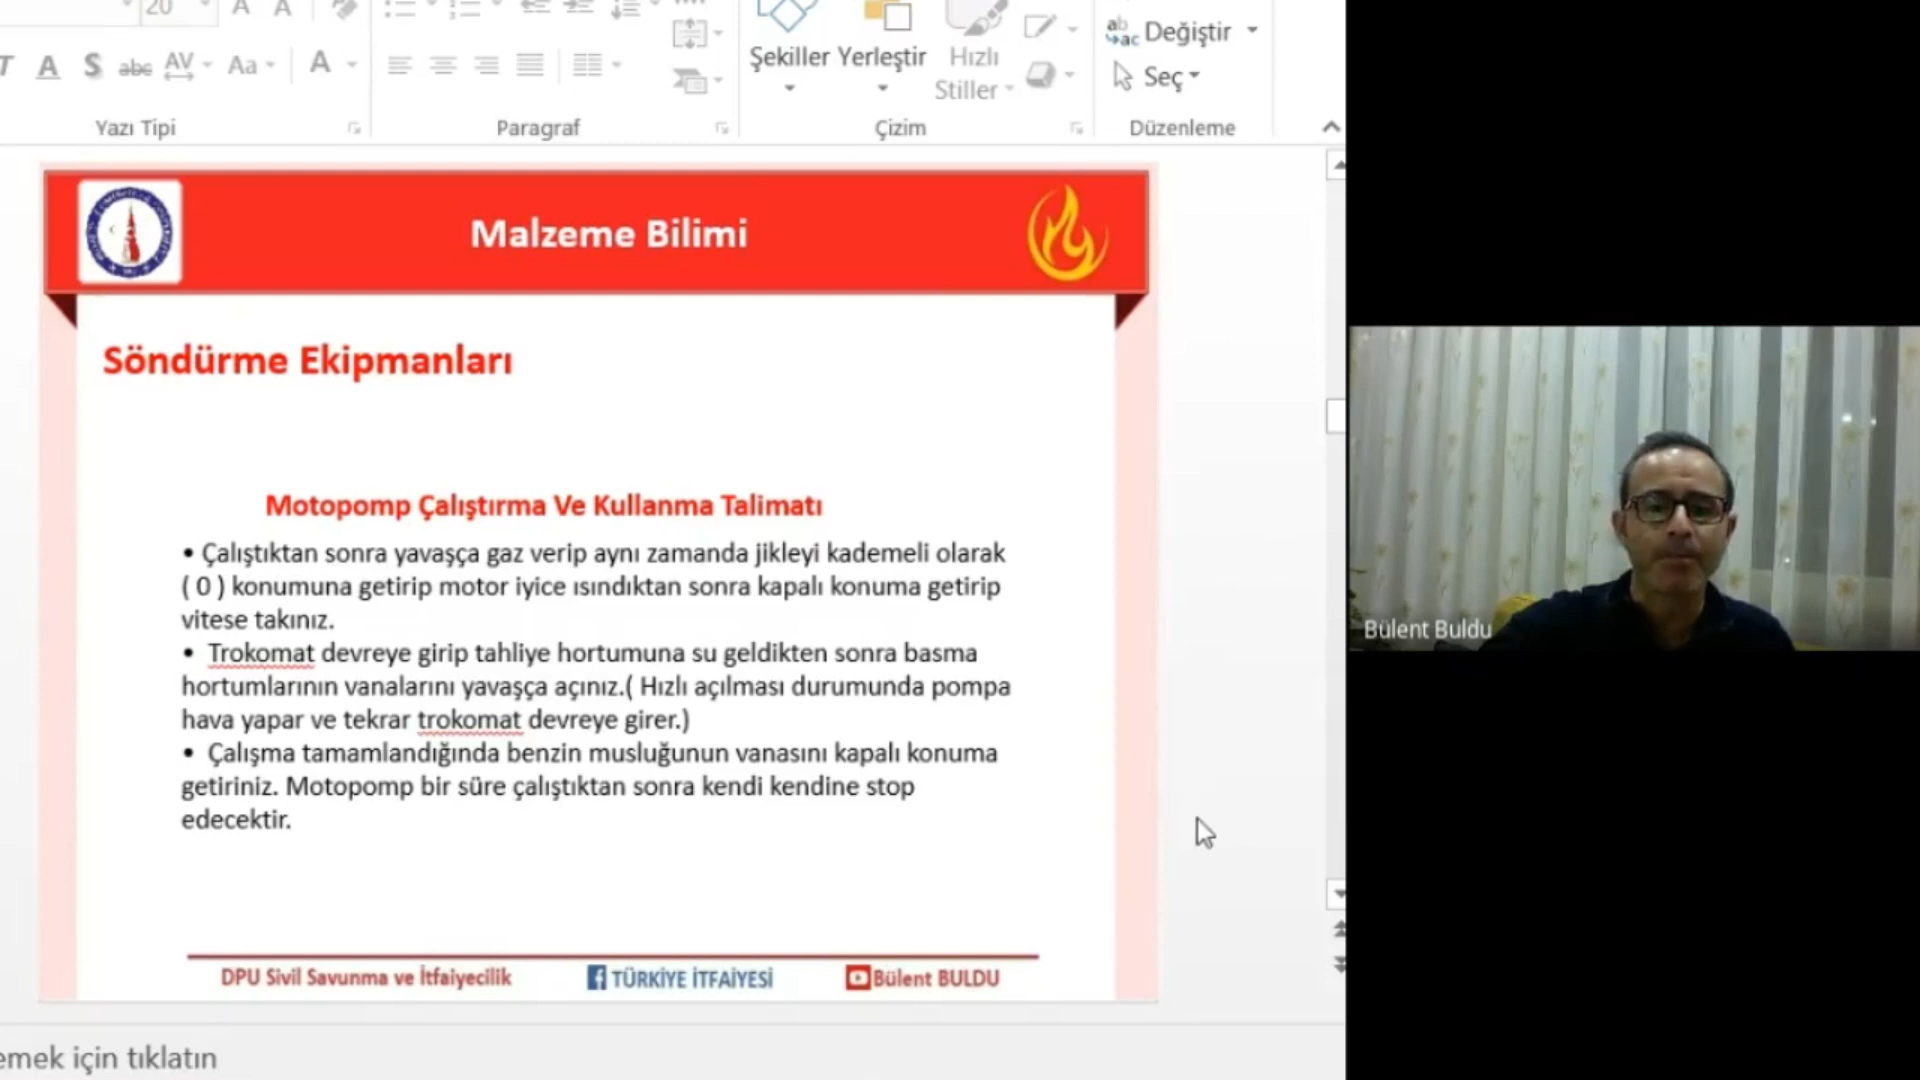 20
A
A
T A S abc AV Aa A
Şekiller Yerleştir Hızlı
Stiller
ab
ac Değiştir
Seç
Yazı Tipi
Paragraf
Çizim
Düzenleme
Malzeme Bilimi
Söndürme Ekipmanları
Motopomp Çalıştırma Ve Kullanma Talimatı
• Çalıştıktan sonra yavaşça gaz verip aynı zamanda jikleyi kademeli olarak
( 0 ) konumuna getirip motor iyice ısındıktan sonra kapalı konuma getirip
vitese takınız.
• Trokomat devreye girip tahliye hortumuna su geldikten sonra basma
hortumlarının vanalarını yavaşça açınız.( Hızlı açılması durumunda pompa
hava yapar ve tekrar trokomat devreye girer.)
• Çalışma tamamlandığında benzin musluğunun vanasını kapalı konuma
getiriniz. Motopomp bir süre çalıştıktan sonra kendi kendine stop
edecektir.
DPU Sivil Savunma ve İtfaiyecilik
f TÜRKİYE İTFAİYESİ
Bülent BULDU
emek için tıklatın
Bülent Buldu